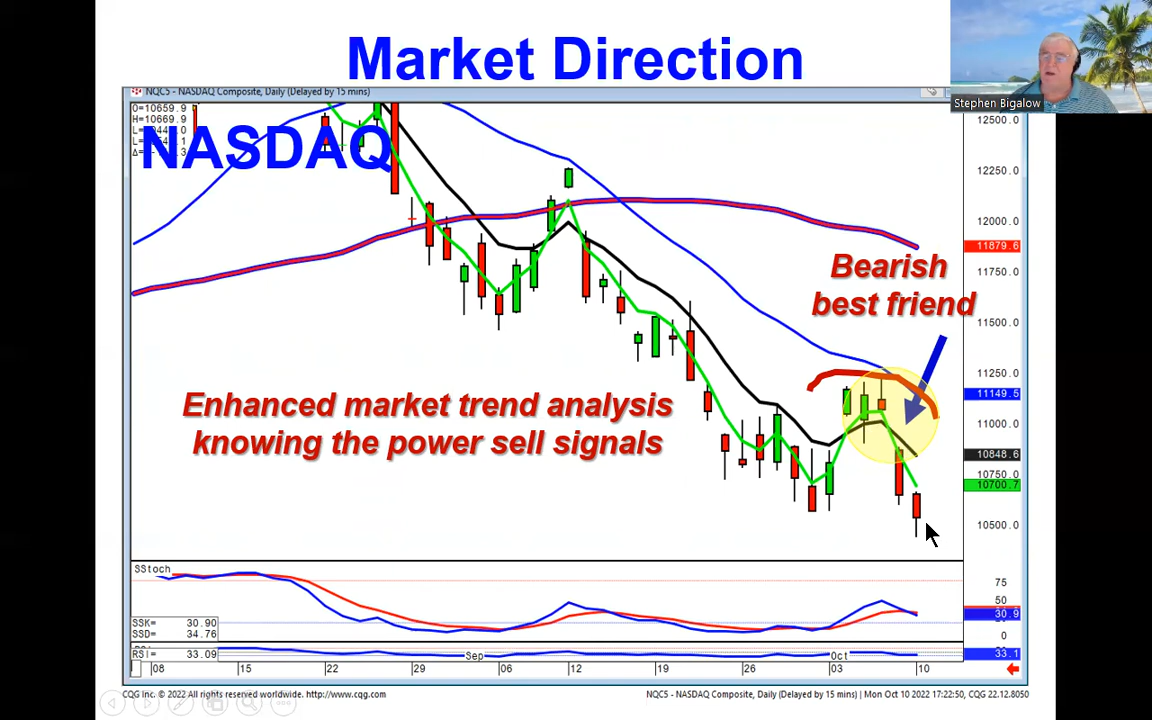 Market Direction
Stephen Bigalow
NQC5 - NASDAQ Composite, Daily (Delayed by 15 mins)
O=10659.9
H=10669.9
NASDAQ
12500.0
12250.0
12000.0
11879.6
11750.0
11500.0
11250.0
11149.5
11000.0
10848.6
10750.0
10700.7
10500.0
Bearish
best friend
Enhanced market trend analysis
knowing the power sell signals
SStoch
SSK= 30.90
SSD= 34.76
75
50
30.9
0
RSI= 33.09
33.1
08
15
22
29
Sep
06
12
19
26
Oct
03
10
CQG Inc. © 2022 All rights reserved worldwide. http://www.cqg.com
NQC5 - NASDAQ Composite, Daily (Delayed by 15 mins) | Mon Oct 10 2022 17:22:50, CQG 22.12.8050